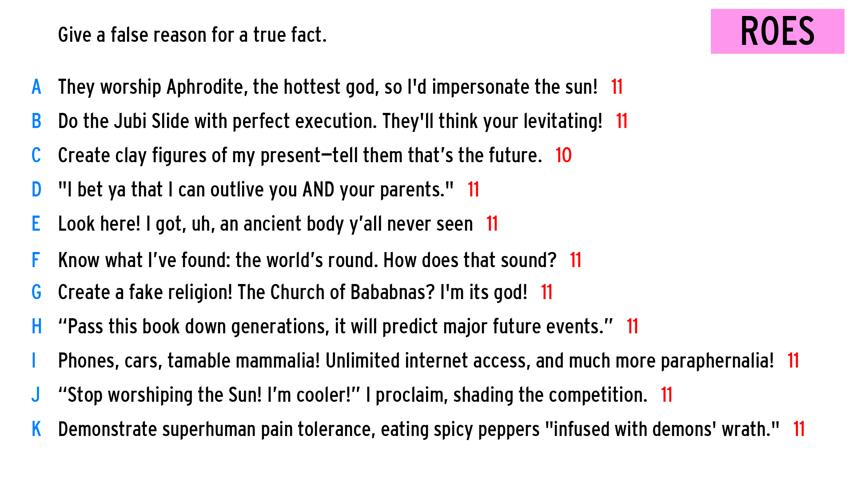 Give a false reason for a true fact.
ROES
A They worship Aphrodite, the hottest god, so I'd impersonate the sun! 11
B Do the Jubi Slide with perfect execution. They'll think your levitating! 11
C Create clay figures of my present—tell them that’s the future. 10
D "I bet ya that I can outlive you AND your parents." 11
E Look here! I got, uh, an ancient body y’all never seen 11
F Know what I’ve found: the world’s round. How does that sound? 11
G Create a fake religion! The Church of Bababnas? I'm its god! 11
H “Pass this book down generations, it will predict major future events.” 11
I Phones, cars, tamable mammalia! Unlimited internet access, and much more paraphernalia! 11
J “Stop worshiping the Sun! I’m cooler!” I proclaim, shading the competition. 11
K Demonstrate superhuman pain tolerance, eating spicy peppers "infused with demons' wrath." 11